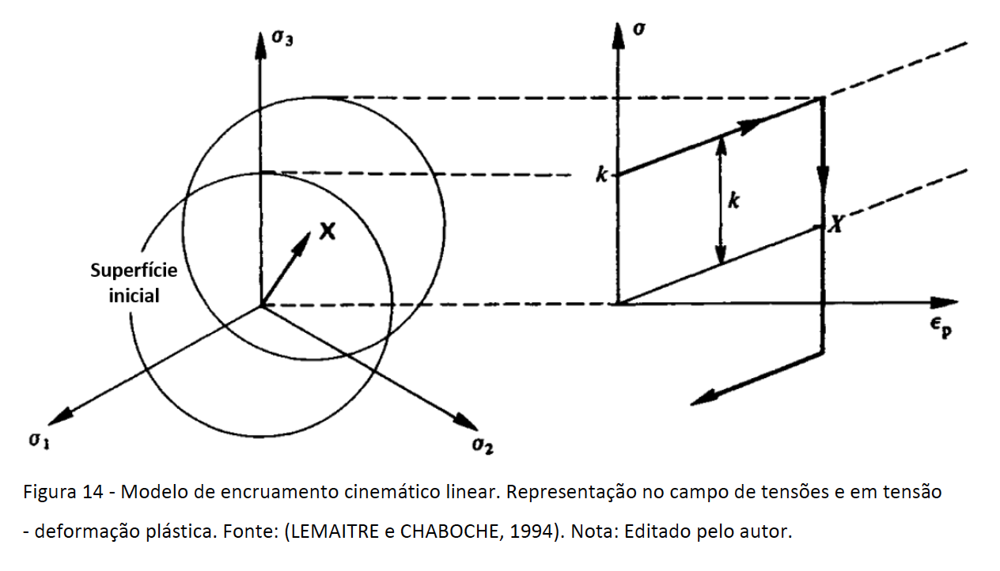 σ₃
σ
k
k
X
X
Superfície
inicial
ϵₚ
σ₁
σ₂
Figura 14 - Modelo de encruamento cinemático linear. Representação no campo de tensões e em tensão
- deformação plástica. Fonte: (LEMAITRE e CHABOCHE, 1994). Nota: Editado pelo autor.